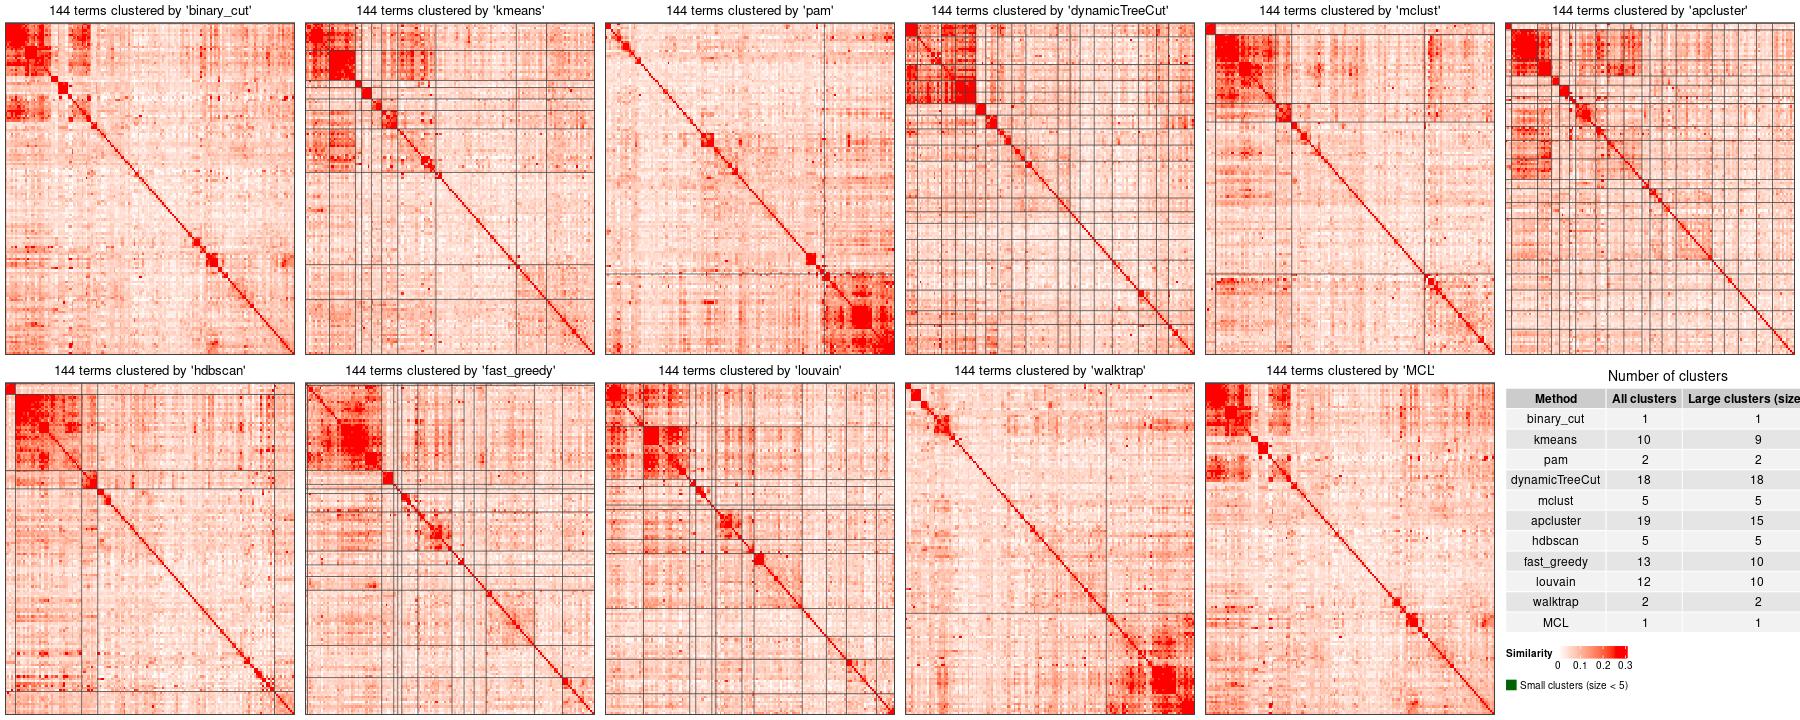 144 terms clustered by 'binary_cut'
144 terms clustered by 'kmeans'
144 terms clustered by 'pam'
144 terms clustered by 'dynamicTreeCut'
144 terms clustered by 'mclust'
144 terms clustered by 'apcluster'
144 terms clustered by 'hdbscan'
144 terms clustered by 'fast_greedy'
144 terms clustered by 'louvain'
144 terms clustered by 'walktrap'
144 terms clustered by 'MCL'
Number of clusters
Method All clusters Large clusters (size
binary_cut 1 1
kmeans 10 9
pam 2 2
dynamicTreeCut 18 18
mclust 5 5
apcluster 19 15
hdbscan 5 5
fast_greedy 13 10
louvain 12 10
walktrap 2 2
MCL 1 1
Similarity
0 0.1 0.2 0.3
Small clusters (size < 5)